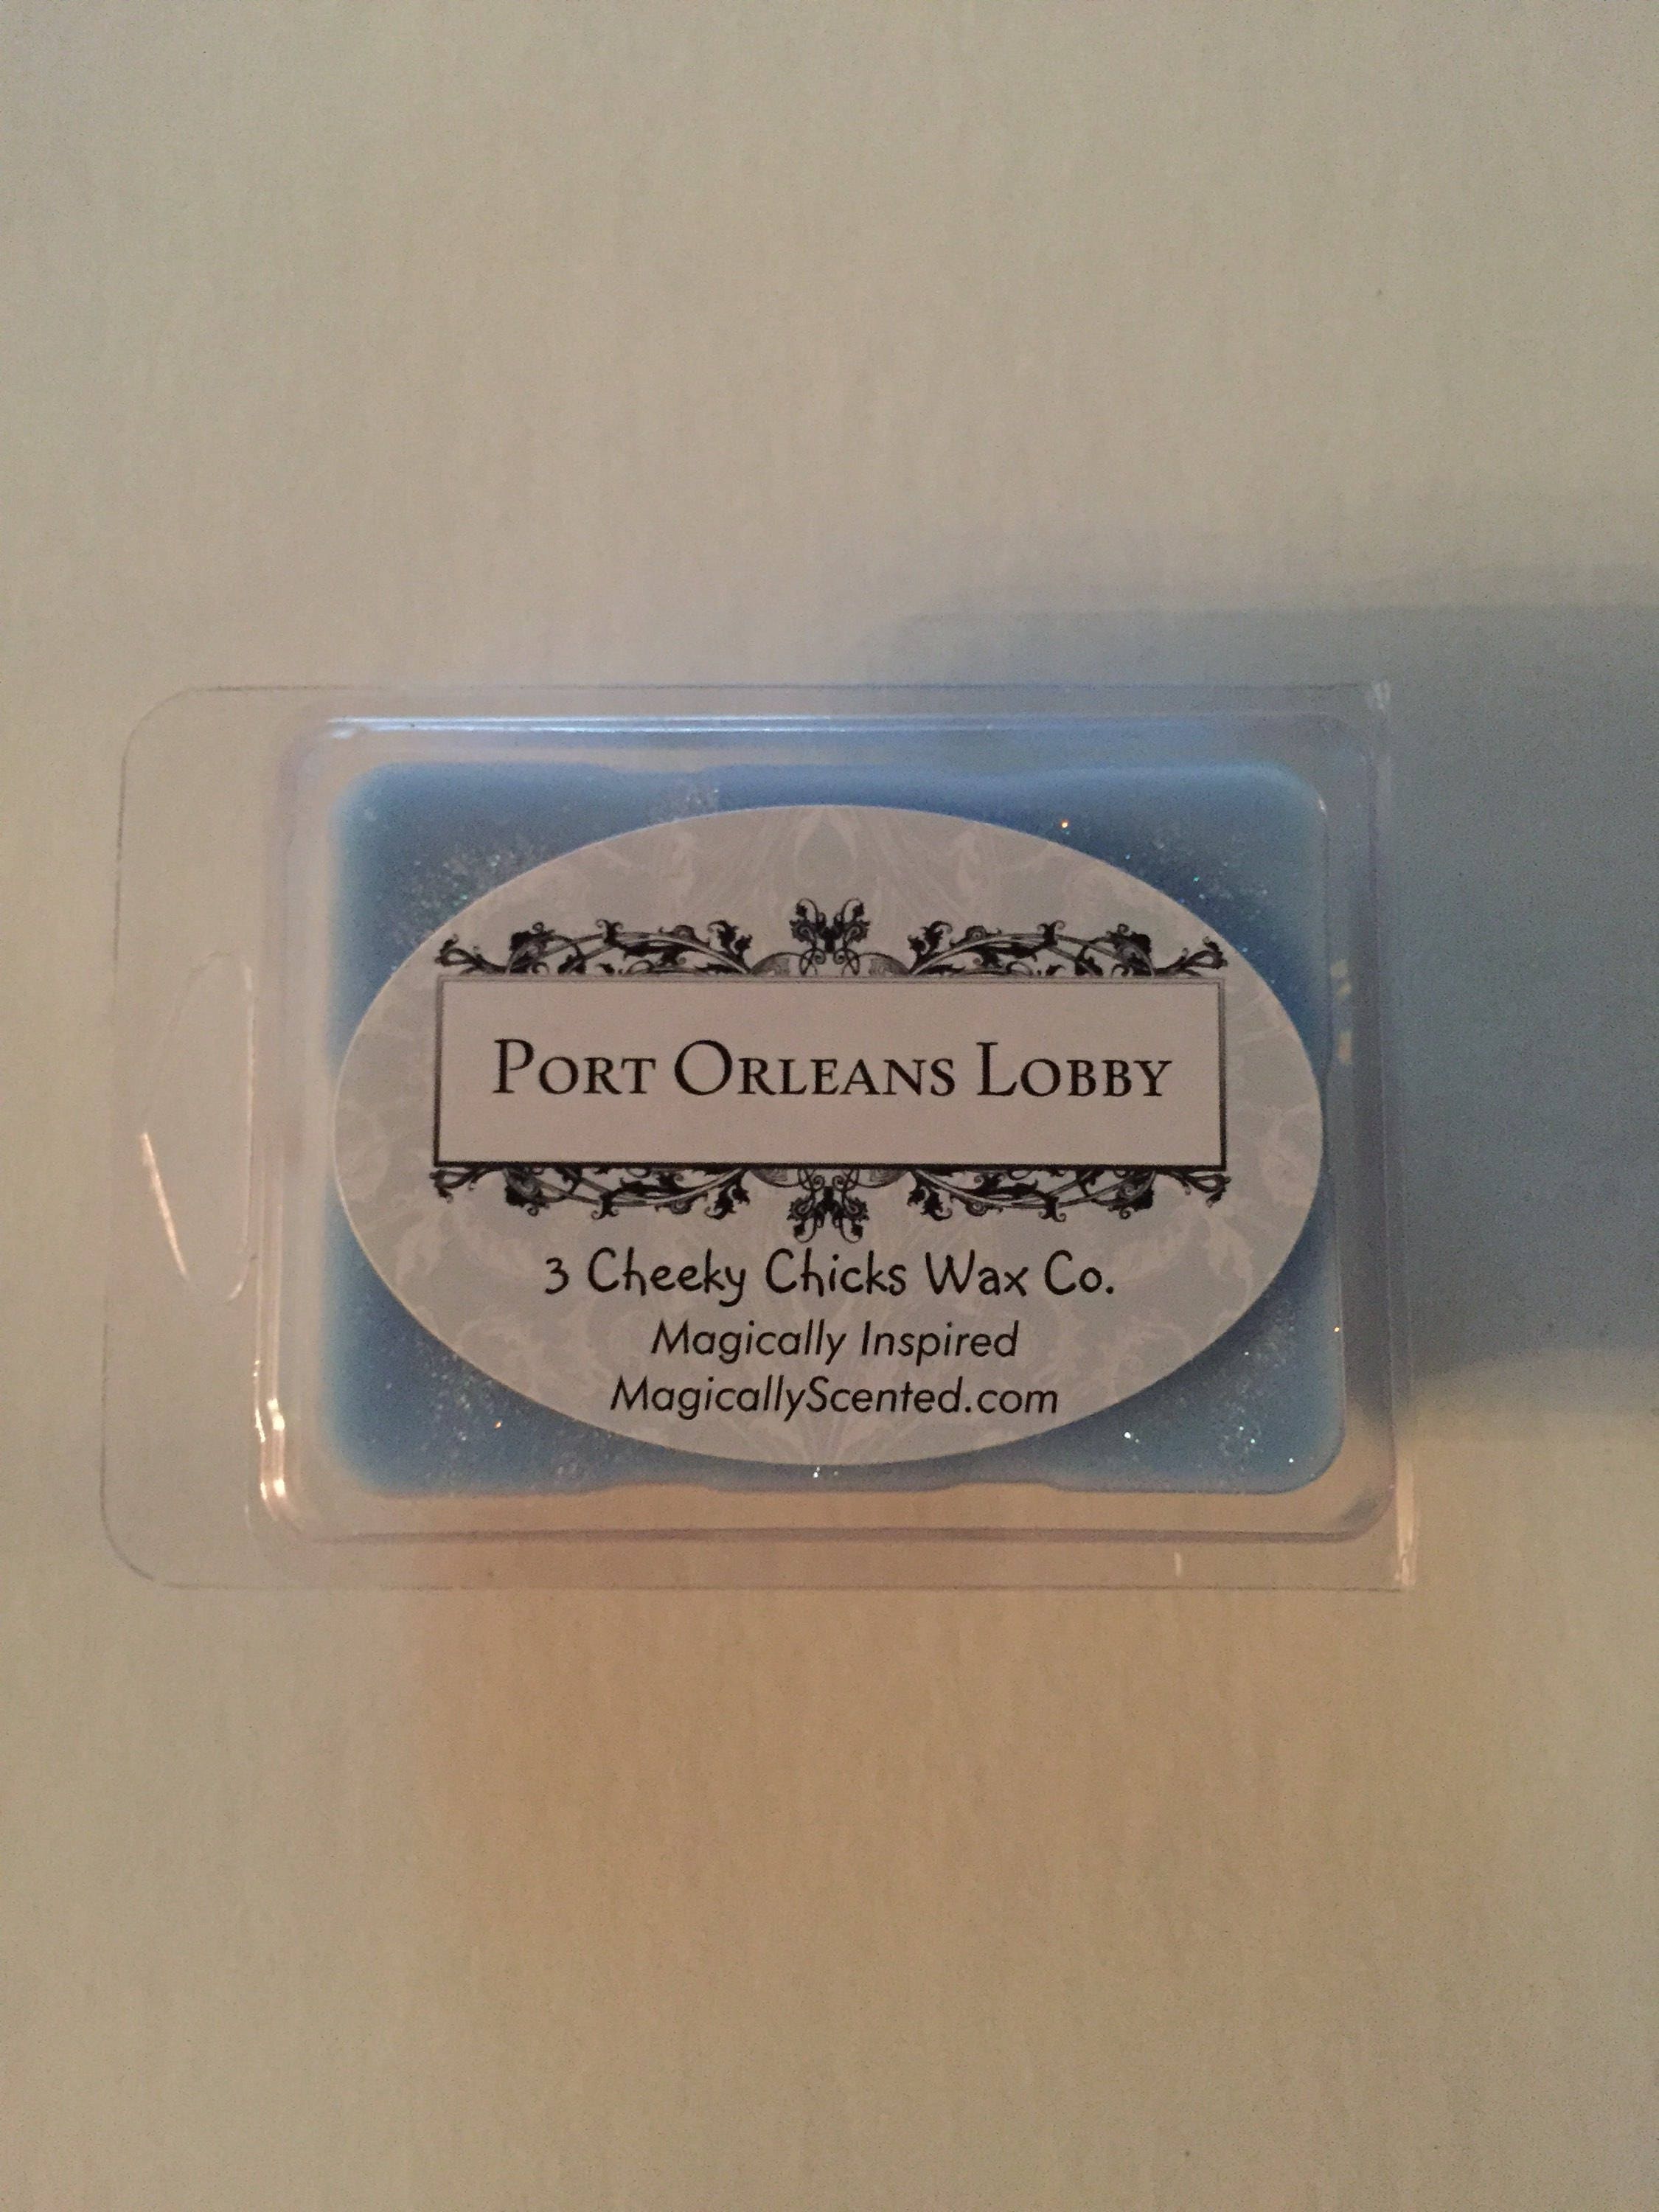 PORT ORLEANS LOBBY
3 Cheeky Chicks Wax Co.
Magically Inspired
MagicallyScented.com